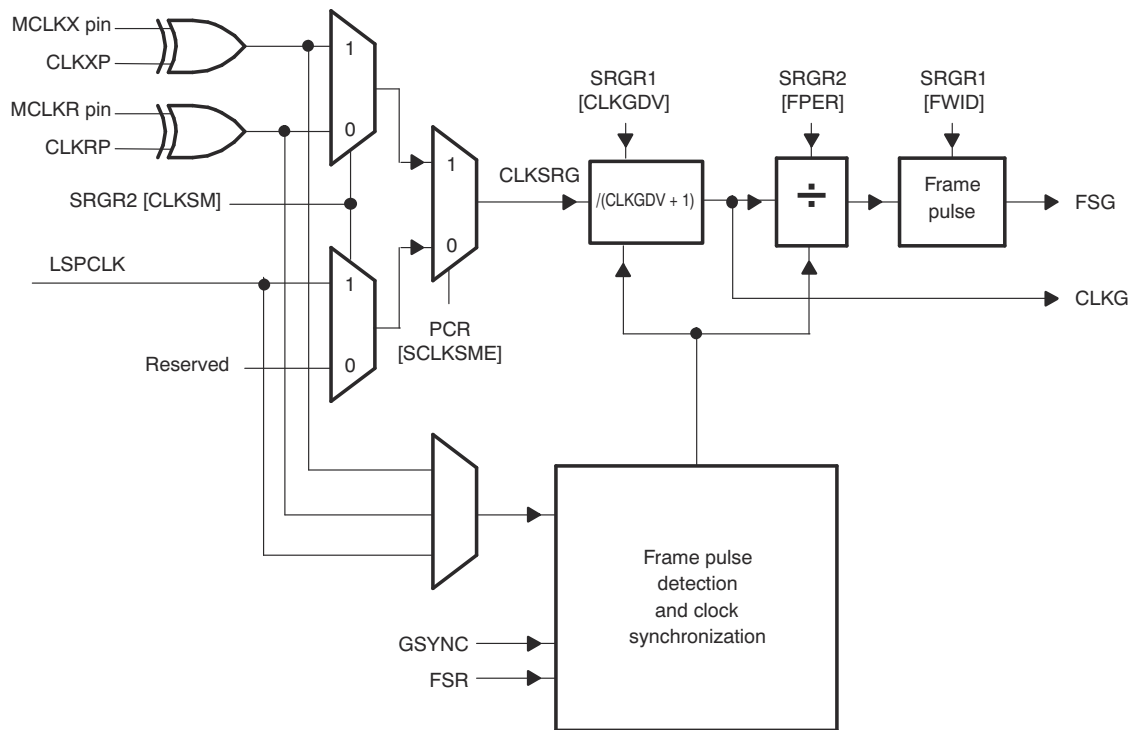 MCLKX pin
CLKXP
MCLKR pin
CLKRP
1
0
SRGR2 [CLKSM]
LSPCLK
Reserved
1
0
1
0
PCR
[SCLKSME]
CLKSRG
SRGR1
[CLKGDV]
/(CLKGDV + 1)
SRGR2
[FPER]
÷
SRGR1
[FWID]
Frame
pulse
FSG
CLKG
Frame pulse
detection
and clock
synchronization
GSYNC
FSR